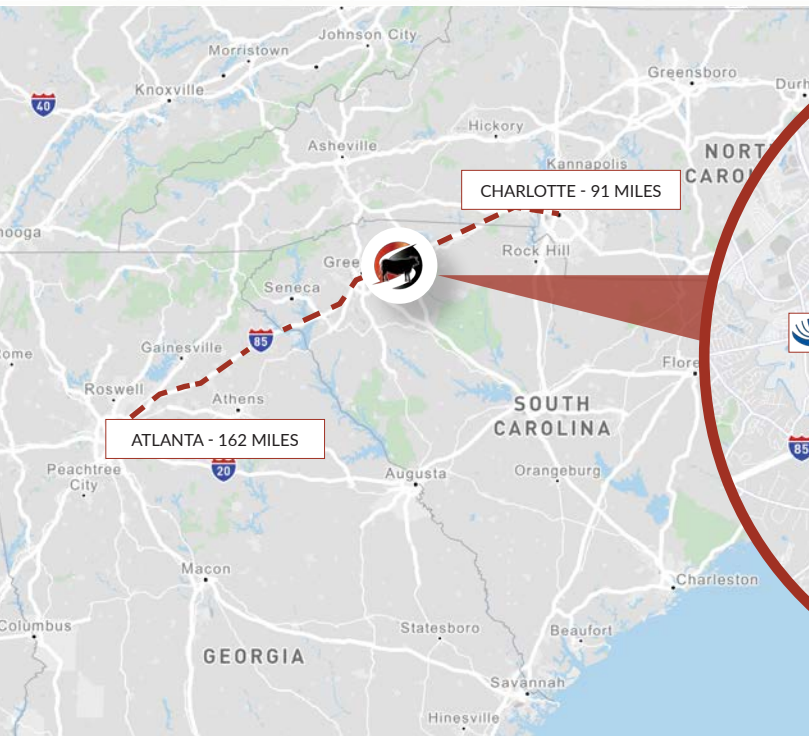 Johnson City
Morristown
Greensboro
Knoxville
Durh
40
Hickory
Asheville
NORT
CARO
Kannapolis
CHARLOTTE - 91 MILES
nooga
Rock Hill
Gree
Seneca
85
Gainesville
ome
Flore
Roswell
Athens
SOUTH
CAROLINA
ATLANTA - 162 MILES
85
20
Peachtree
City
Augusta
Orangeburg
Macon
Charleston
Columbus
Statesboro
Beaufort
GEORGIA
Savannah
Hinesville